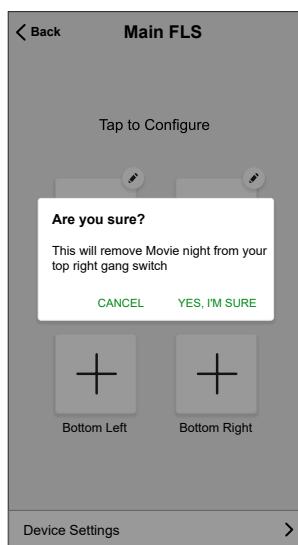 Back
Main FLS
Tap to Configure
Are you sure?
This will remove Movie night from your
top right gang switch
CANCEL
YES, I'M SURE
Bottom Left
Bottom Right
Device Settings